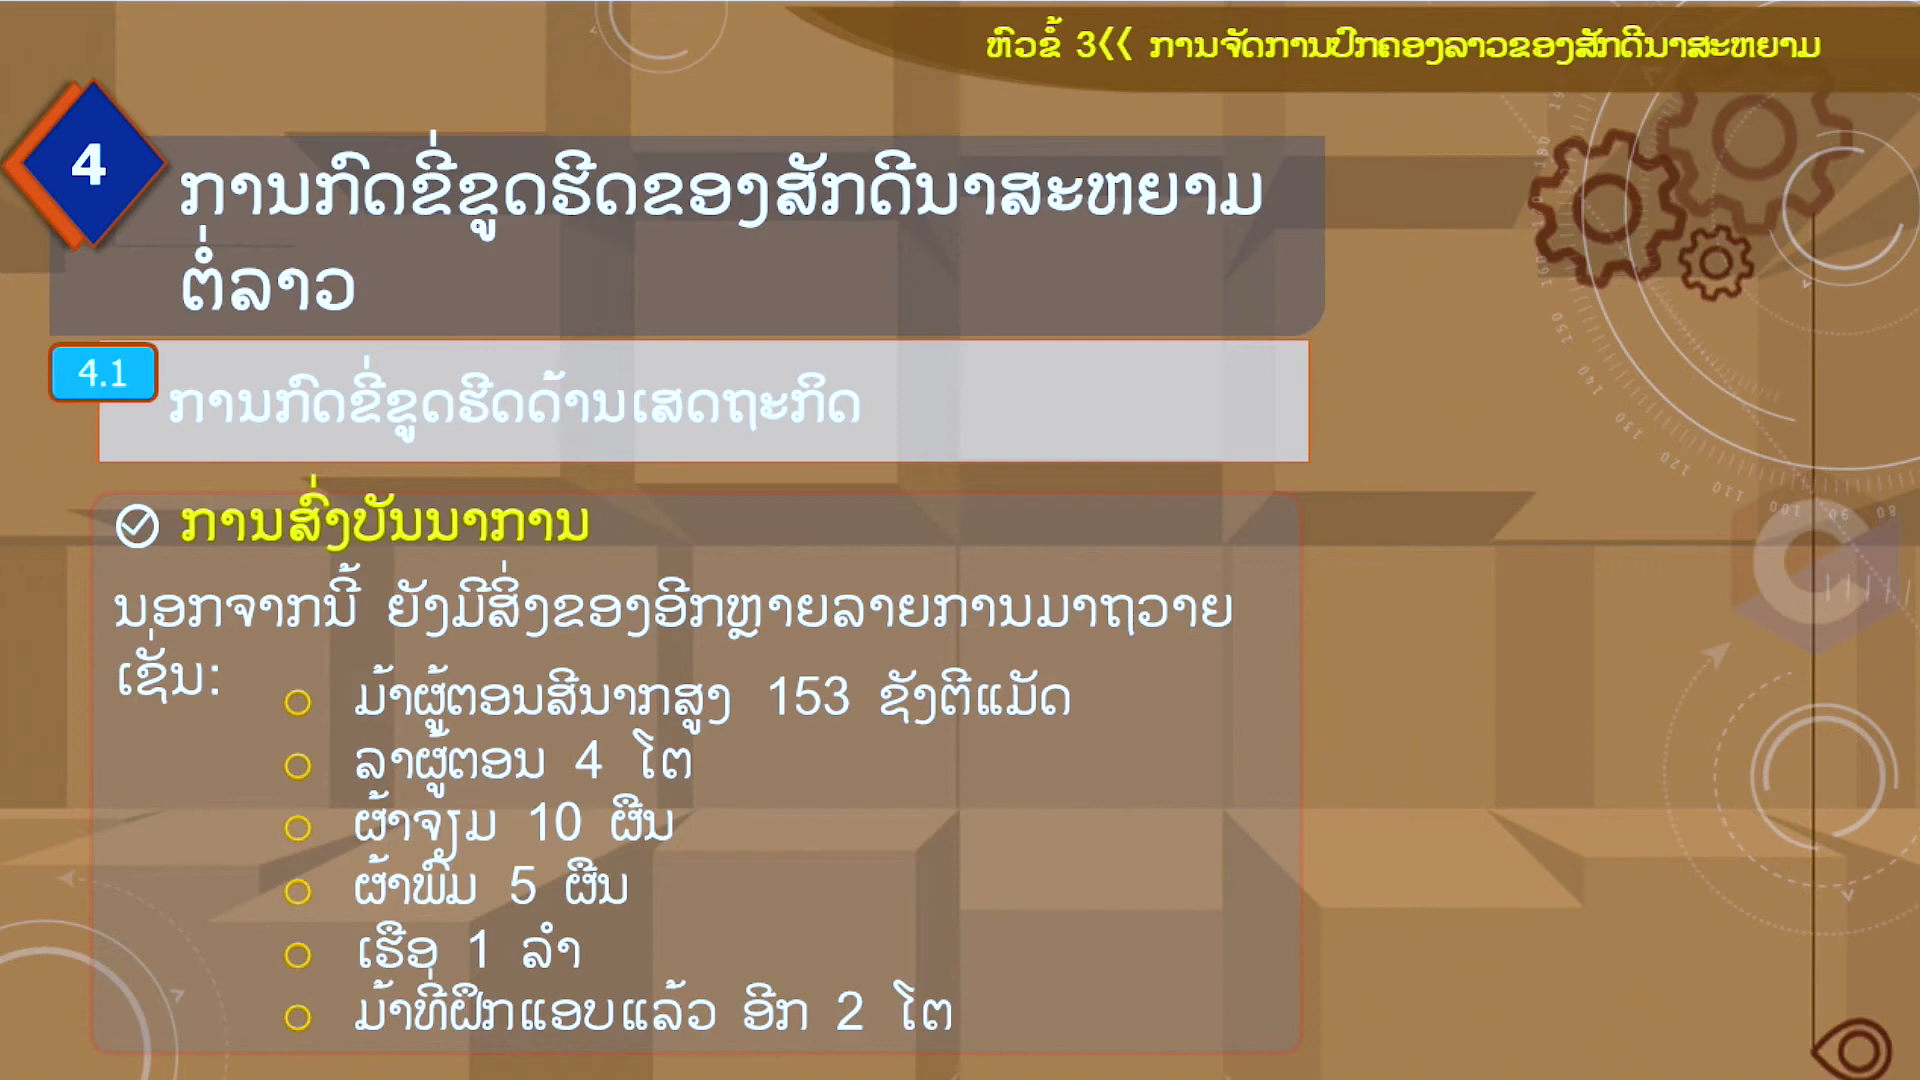 ຫົວຂໍ້ 3⟨⟨ ການຈັດການປົກຄອງລາວຂອງສັກດີນາສະຫຍາມ
4
ການກົດຂີ່ຂູດຮີດຂອງສັກດີນາສະຫຍາມ
ຕໍ່ລາວ
4.1
ການກົດຂີ່ຂູດຮີດດ້ານເສດຖະກິດ
ການສົ່ງບັນນາການ
ນອກຈາກນີ້ ຍັງມີສິ່ງຂອງອີກຫຼາຍລາຍການມາຖວາຍ
ເຊັ່ນ:
ມ້າຜູ້ຕອນສີນາກສູງ 153 ຊັງຕີແມັດ
ລາຜູ້ຕອນ 4 ໂຕ
ຜ້າຈຽມ 10 ຜືນ
ຜ້າພົມ 5 ຜືນ
ເຮືອ 1 ລຳ
ມ້າທີ່ຝຶກແອບແລ້ວ ອີກ 2 ໂຕ